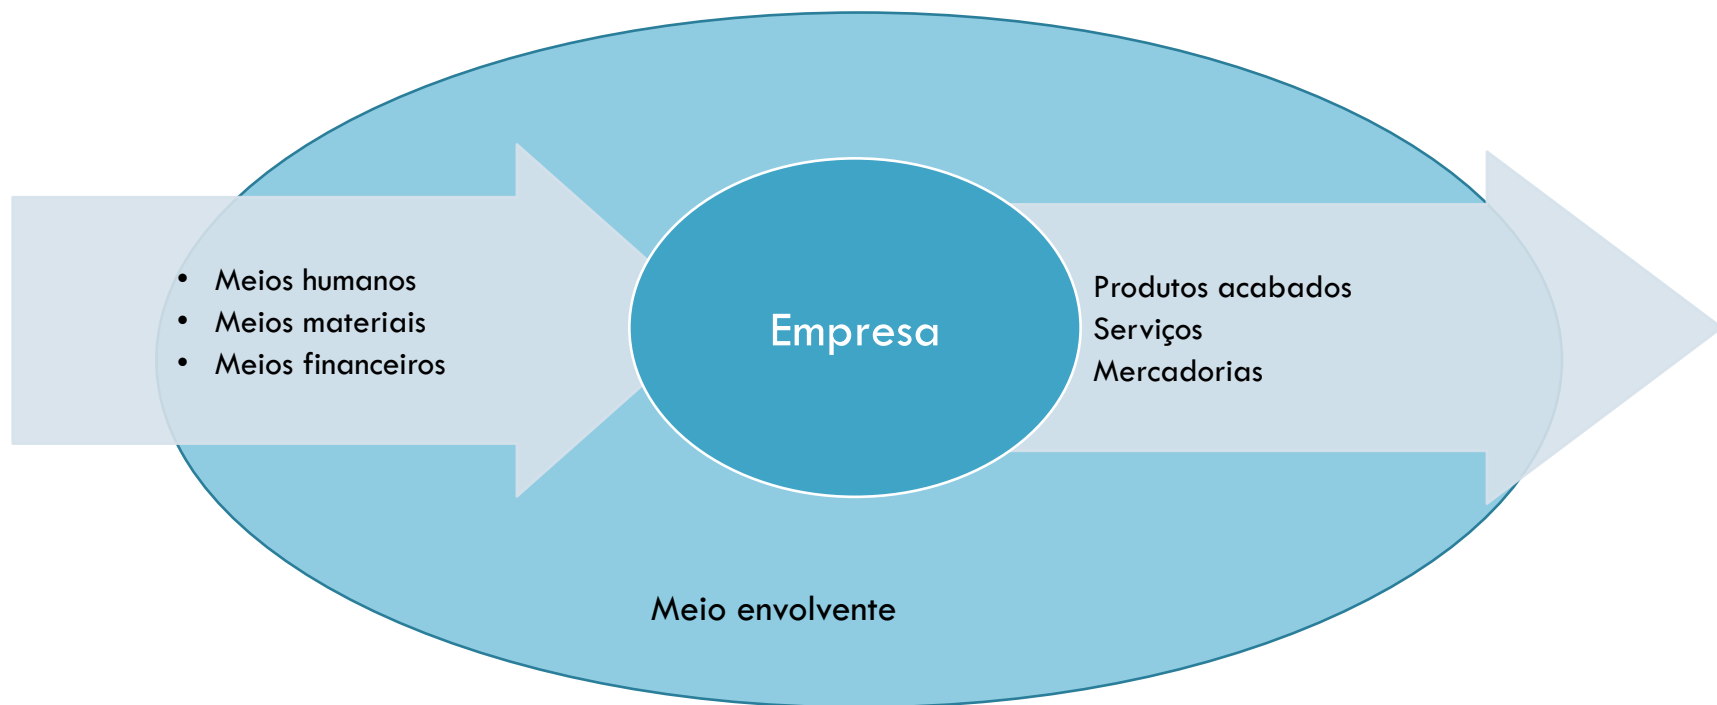 • Meios humanos
• Meios materiais
• Meios financeiros
Empresa
Produtos acabados
Serviços
Mercadorias
Meio envolvente